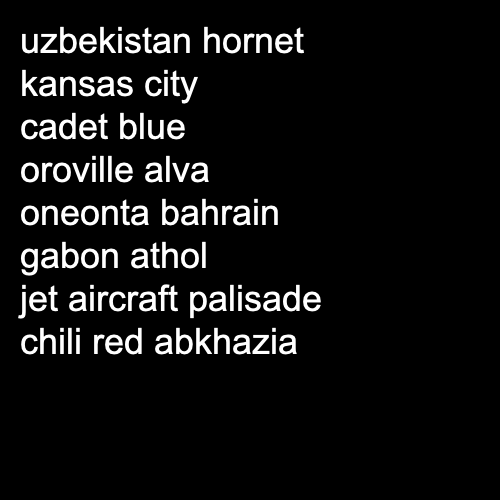 uzbekistan hornet
kansas city
cadet blue
oroville alva
oneonta bahrain
gabon athol
jet aircraft palisade
chili red abkhazia